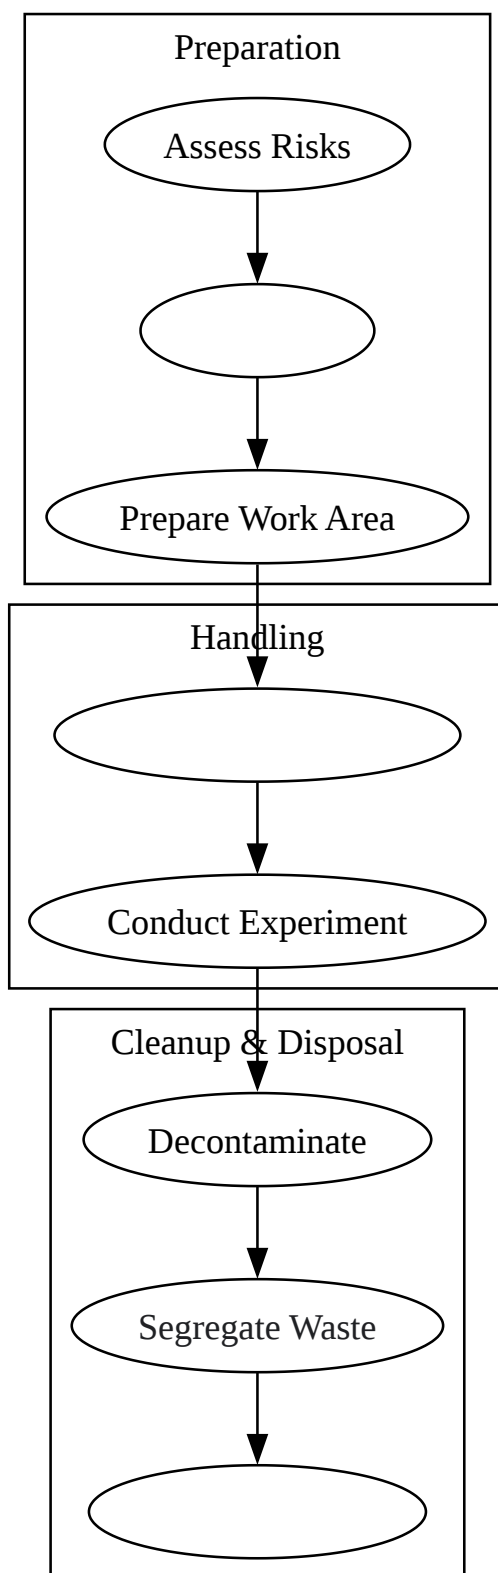 Preparation
Assess Risks
Prepare Work Area
Handling
Conduct Experiment
Cleanup & Disposal
Decontaminate
Segregate Waste